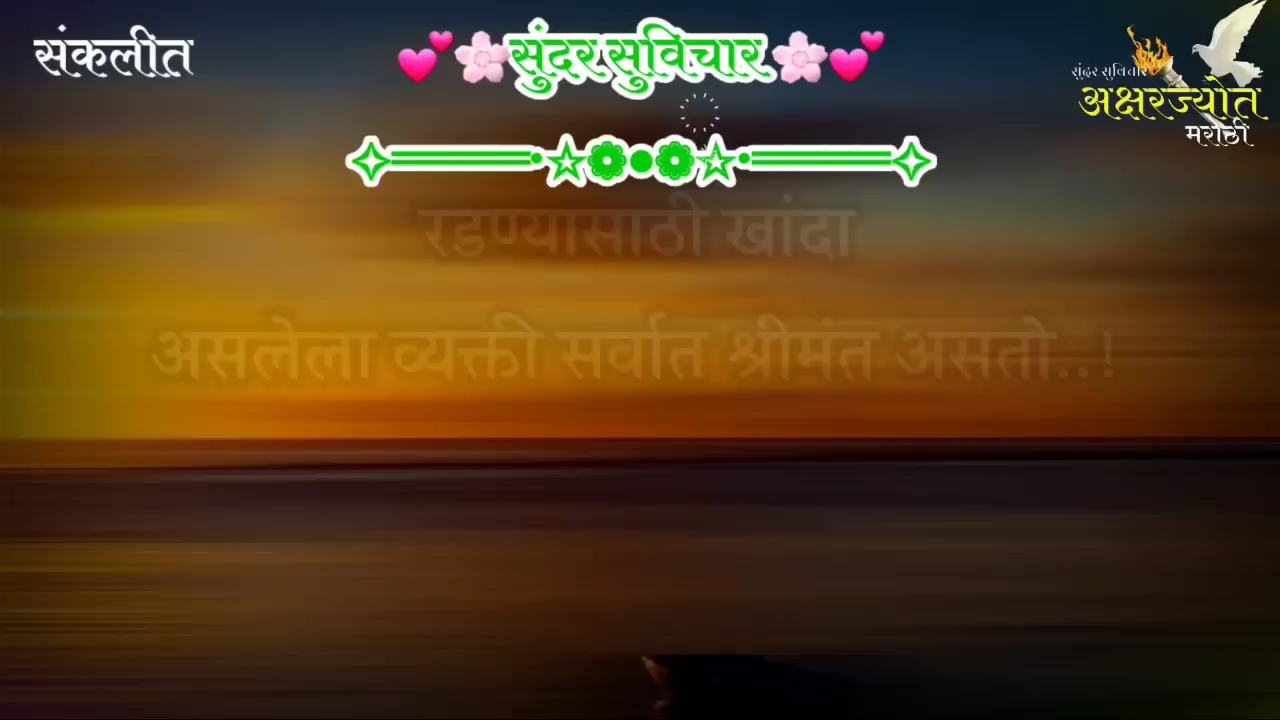 संकलीत
सुंदर सुविचार
सुंदर सुविचार
अक्षरज्योत
मराठी
रडण्यासाठी खांदा
असलेला व्यक्ती सर्वात श्रीमंत असतो..!